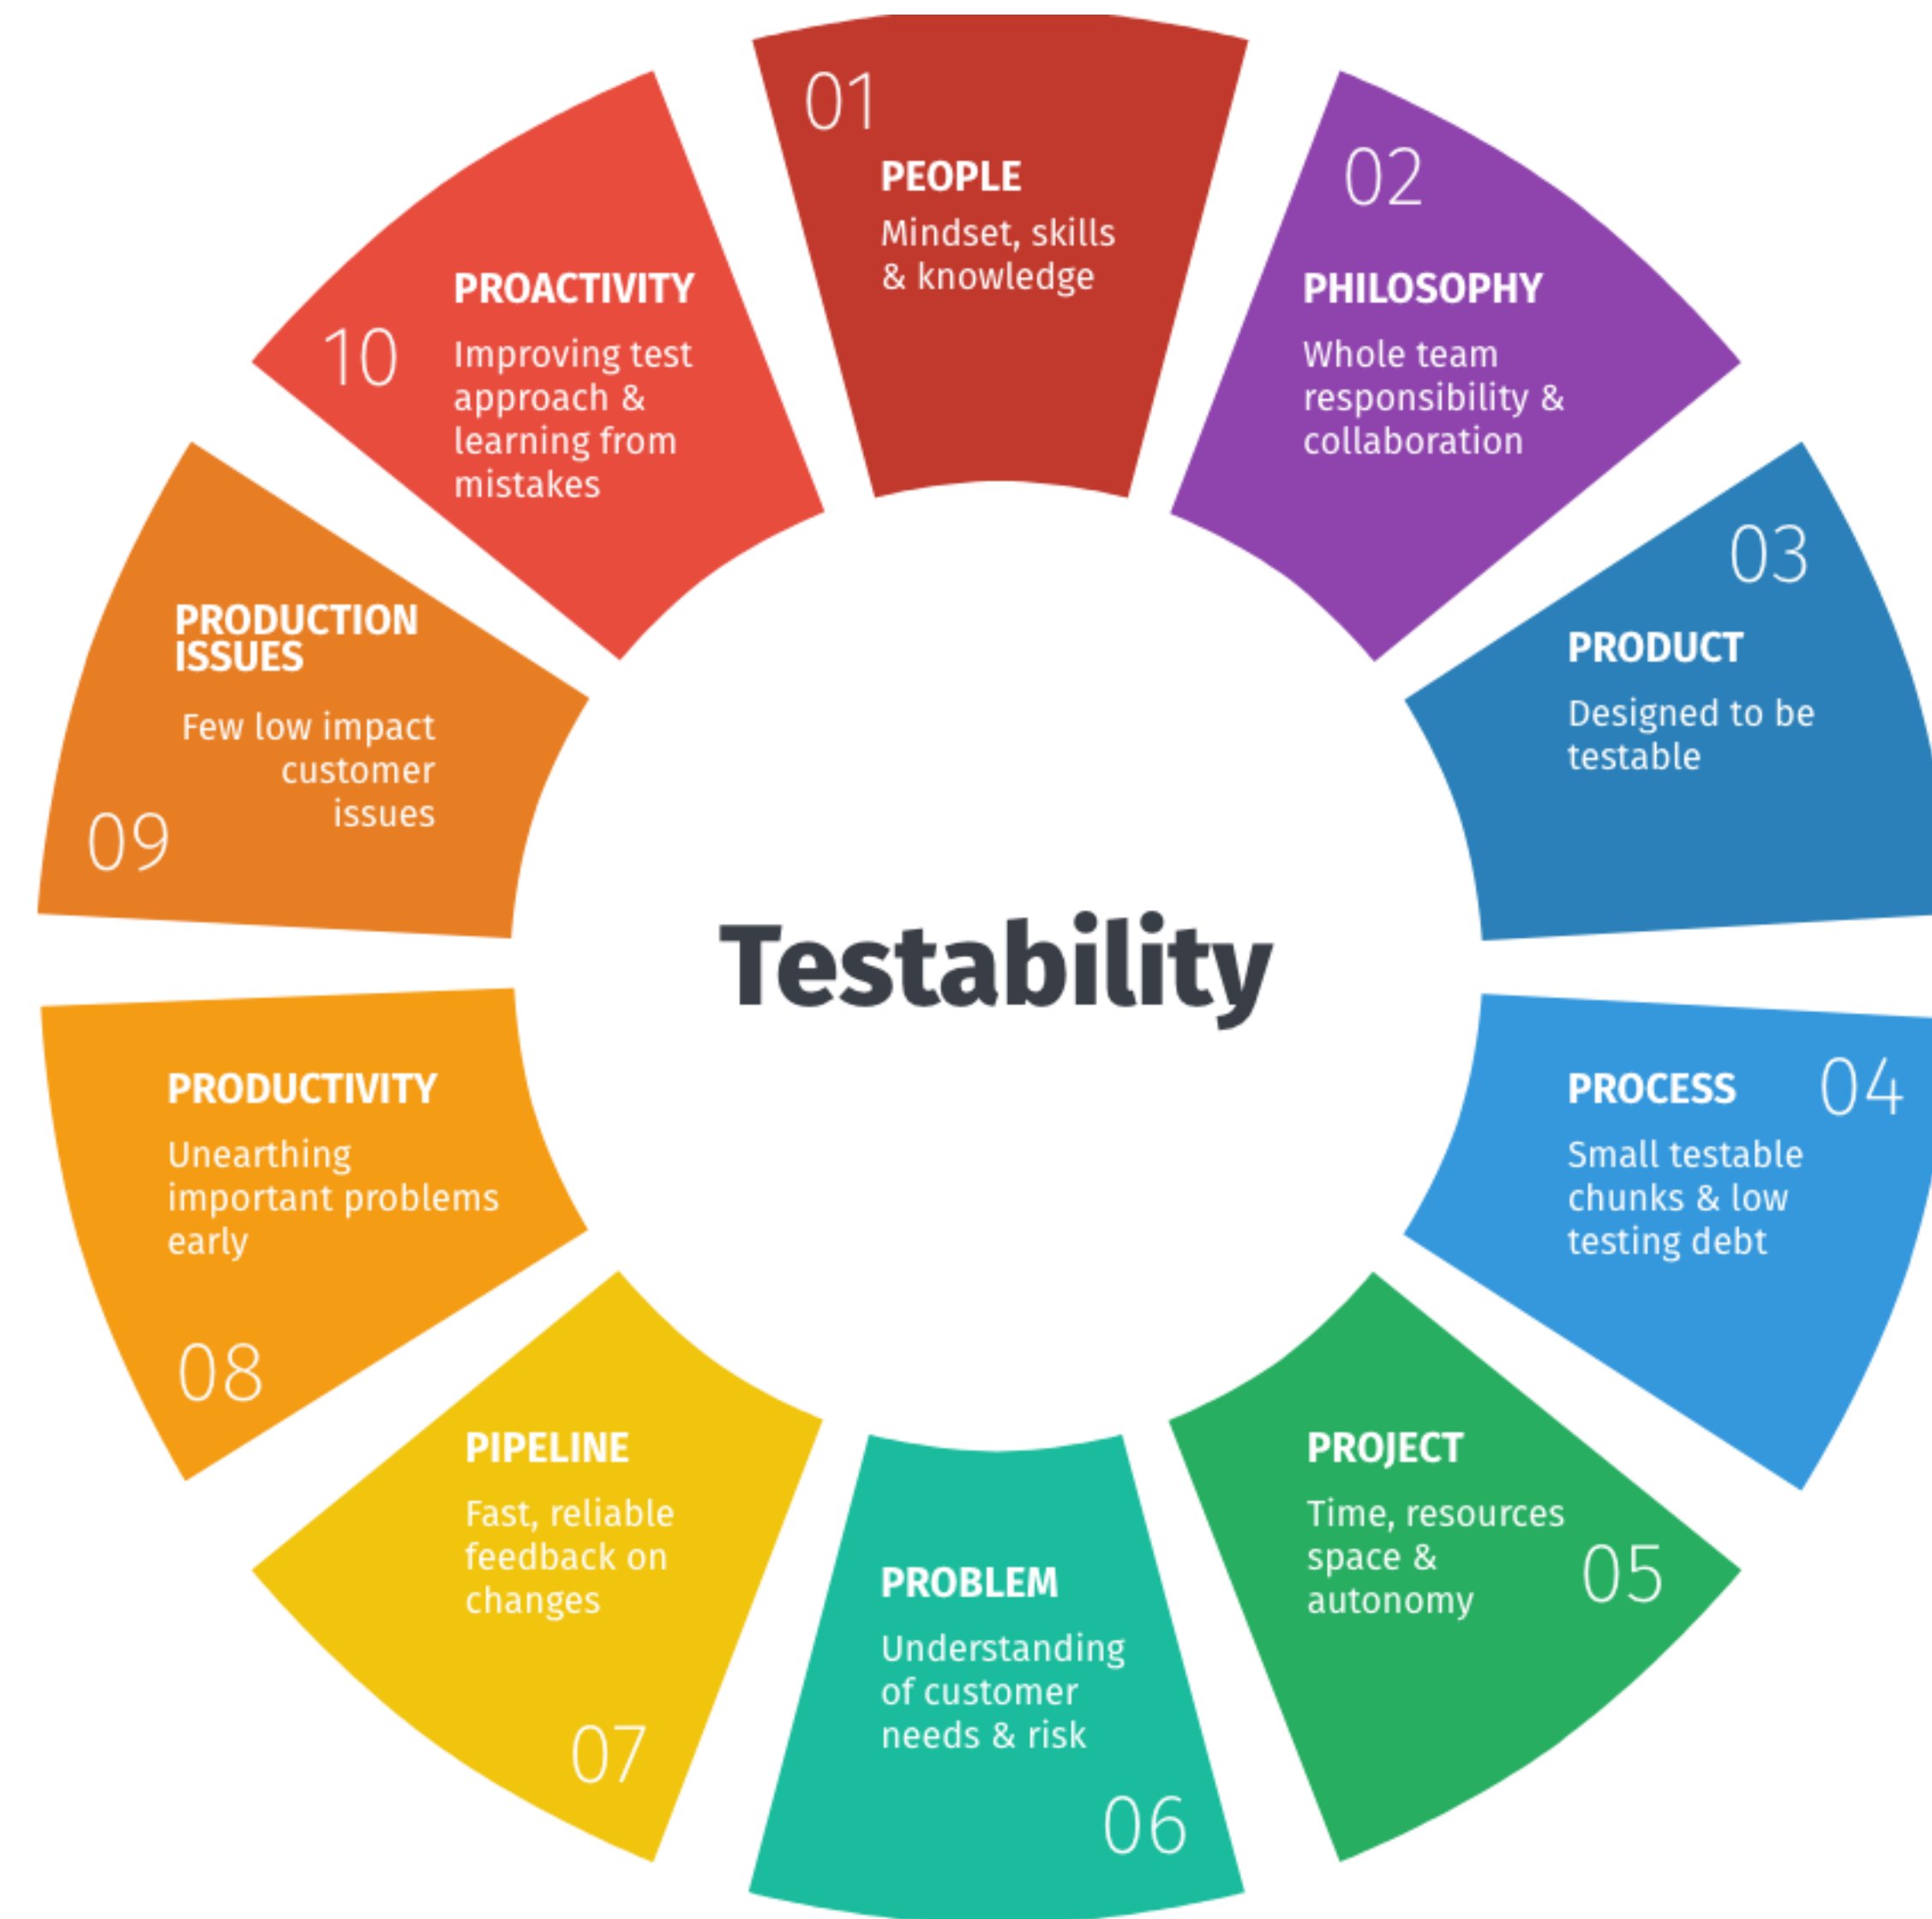 01
PEOPLE
Mindset, skills
& knowledge
02
PHILOSOPHY
Whole team
responsibility &
collaboration
03
PRODUCT
Designed to be
testable
04
PROCESS
Small testable
chunks & low
testing debt
05
PROJECT
Time, resources
space &
autonomy
06
PROBLEM
Understanding
of customer
needs & risk
07
PIPELINE
Fast, reliable
feedback on
changes
08
PRODUCTIVITY
Unearthing
important problems
early
09
PRODUCTION
ISSUES
Few low impact
customer
issues
10
PROACTIVITY
Improving test
approach &
learning from
mistakes
Testability